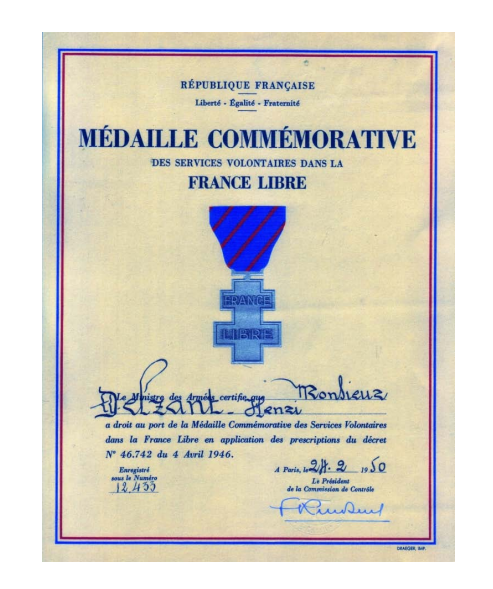 RÉPUBLIQUE FRANÇAISE
Liberté - Égalité - Fraternité
MÉDAILLE COMMÉMORATIVE
DES SERVICES VOLONTAIRES DANS LA
FRANCE LIBRE
FRANCE
LIBRE
Le Ministre des Armées certifie que Monsieur
Delzant Henri
a droit au port de la Médaille Commémorative des Services Volontaires
dans la France Libre en application des prescriptions du décret
N° 46.742 du 4 Avril 1946.
Enregistré
sous le Numéro
12.433
A Paris, le 2 1950
Le Président
de la Commission de Contrôle
DRAEGER, IMP.